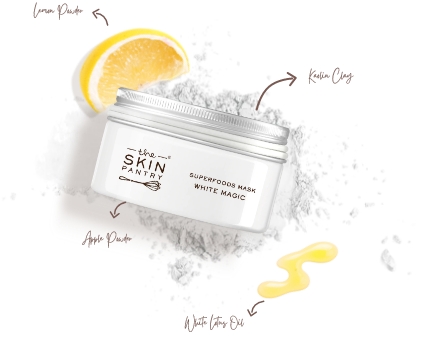 Lemon Powder
Kaolin Clay
the
SKIN
PANTRY
SUPERFOODS MASK
WHITE MAGIC
Apple Powder
White Lotus Oil